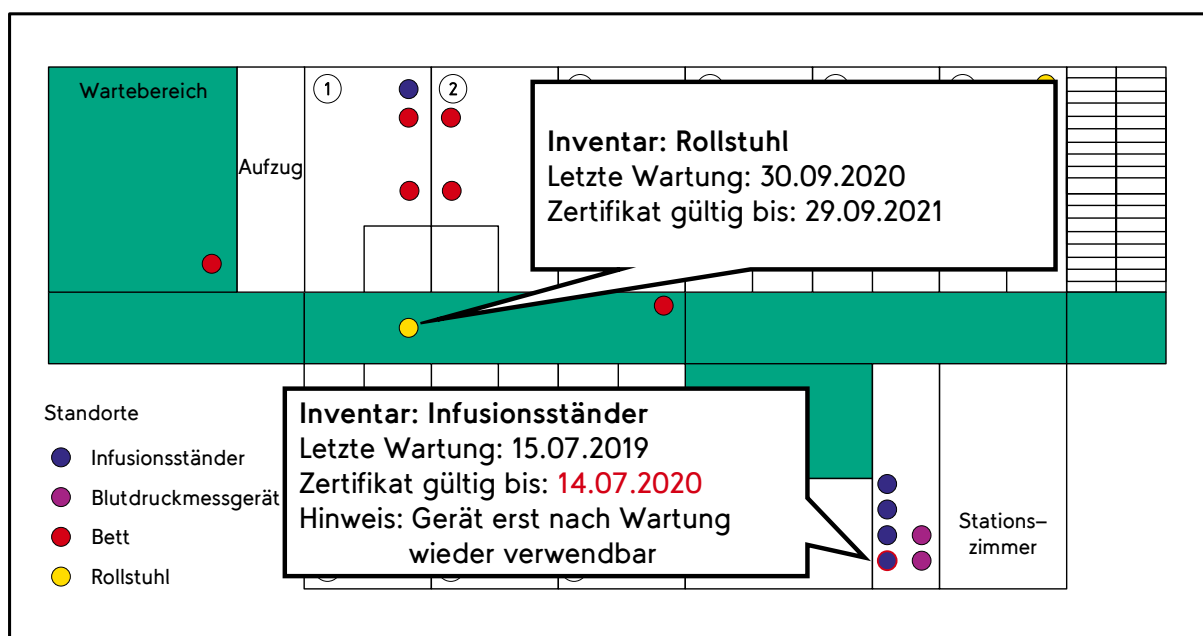 Wartebereich
1
2
Aufzug
Inventar: Rollstuhl
Letzte Wartung: 30.09.2020
Zertifikat gültig bis: 29.09.2021
Standorte
Infusionsständer
Blutdruckmessgerät
Bett
Rollstuhl
Inventar: Infusionsständer
Letzte Wartung: 15.07.2019
Zertifikat gültig bis: 14.07.2020
Hinweis: Gerät erst nach Wartung
wieder verwendbar
Stations–
zimmer